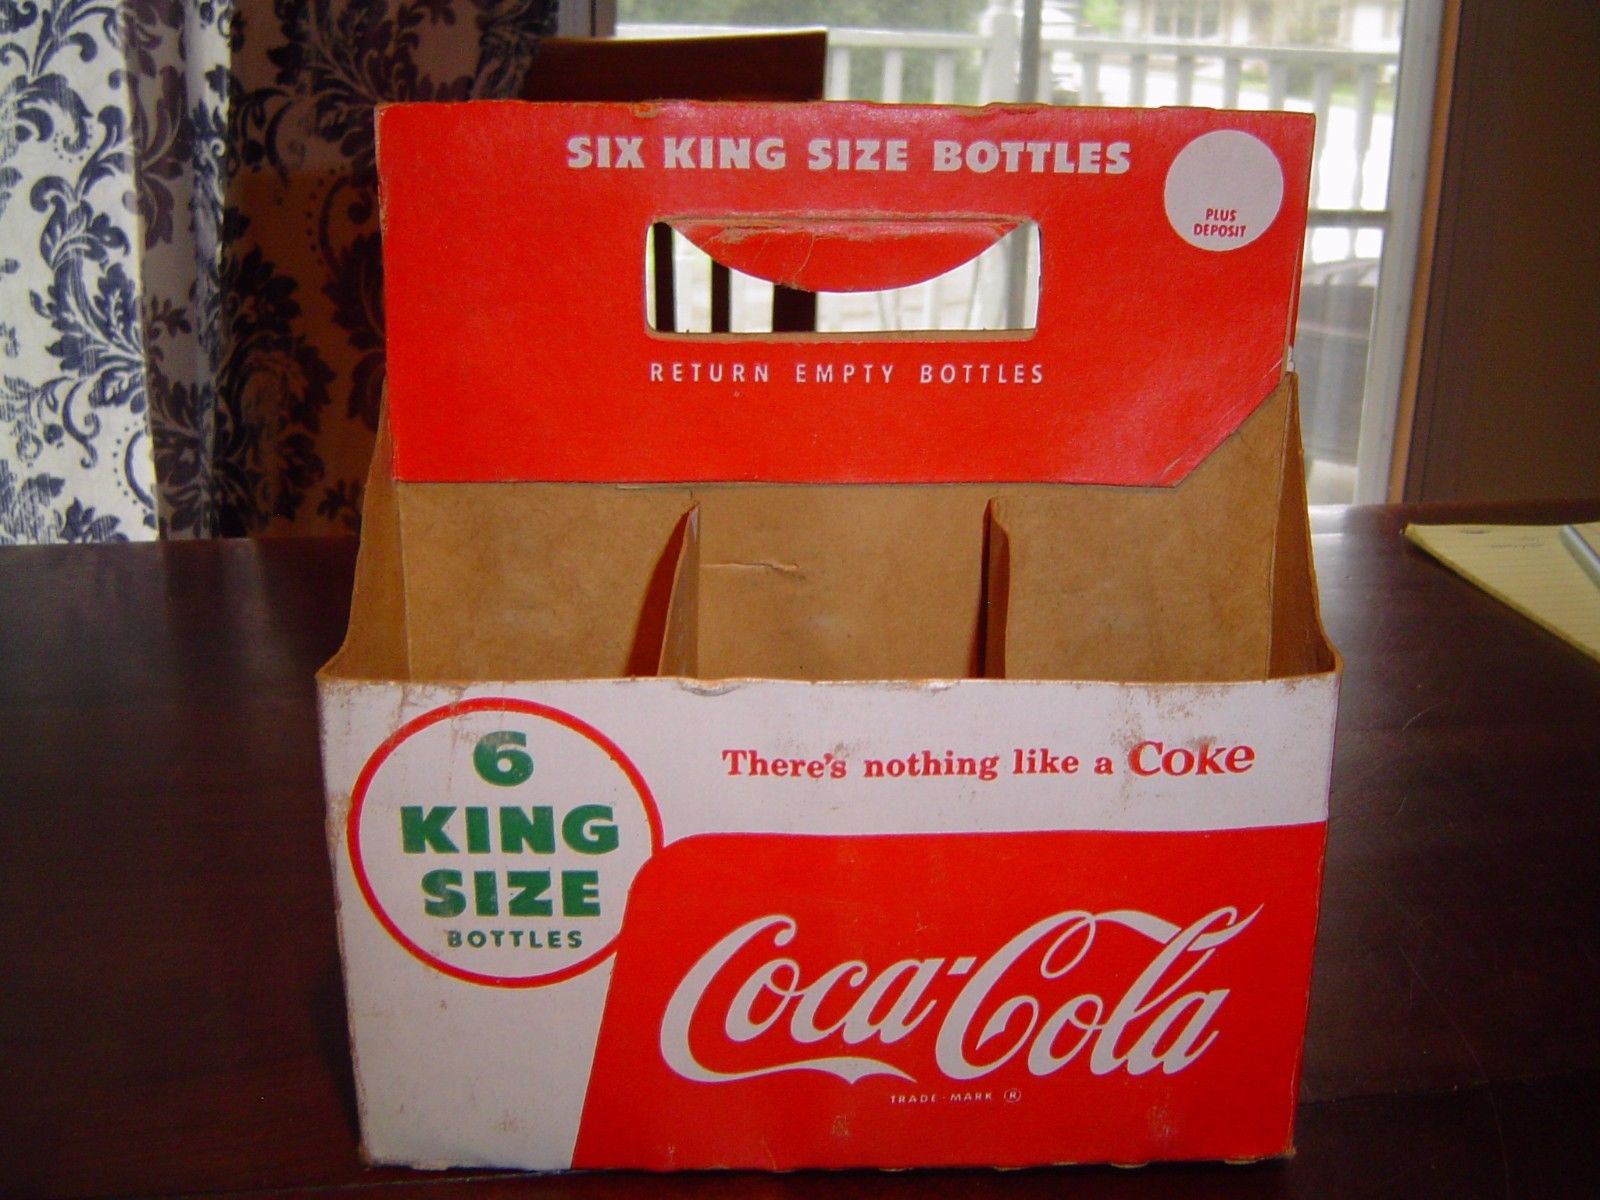 SIX KING SIZE BOTTLES
PLUS
DEPOSIT
RETURN EMPTY BOTTLES
6
KING
SIZE
BOTTLES
There's nothing like a Coke
Coca-Cola
TRADE-MARK ®